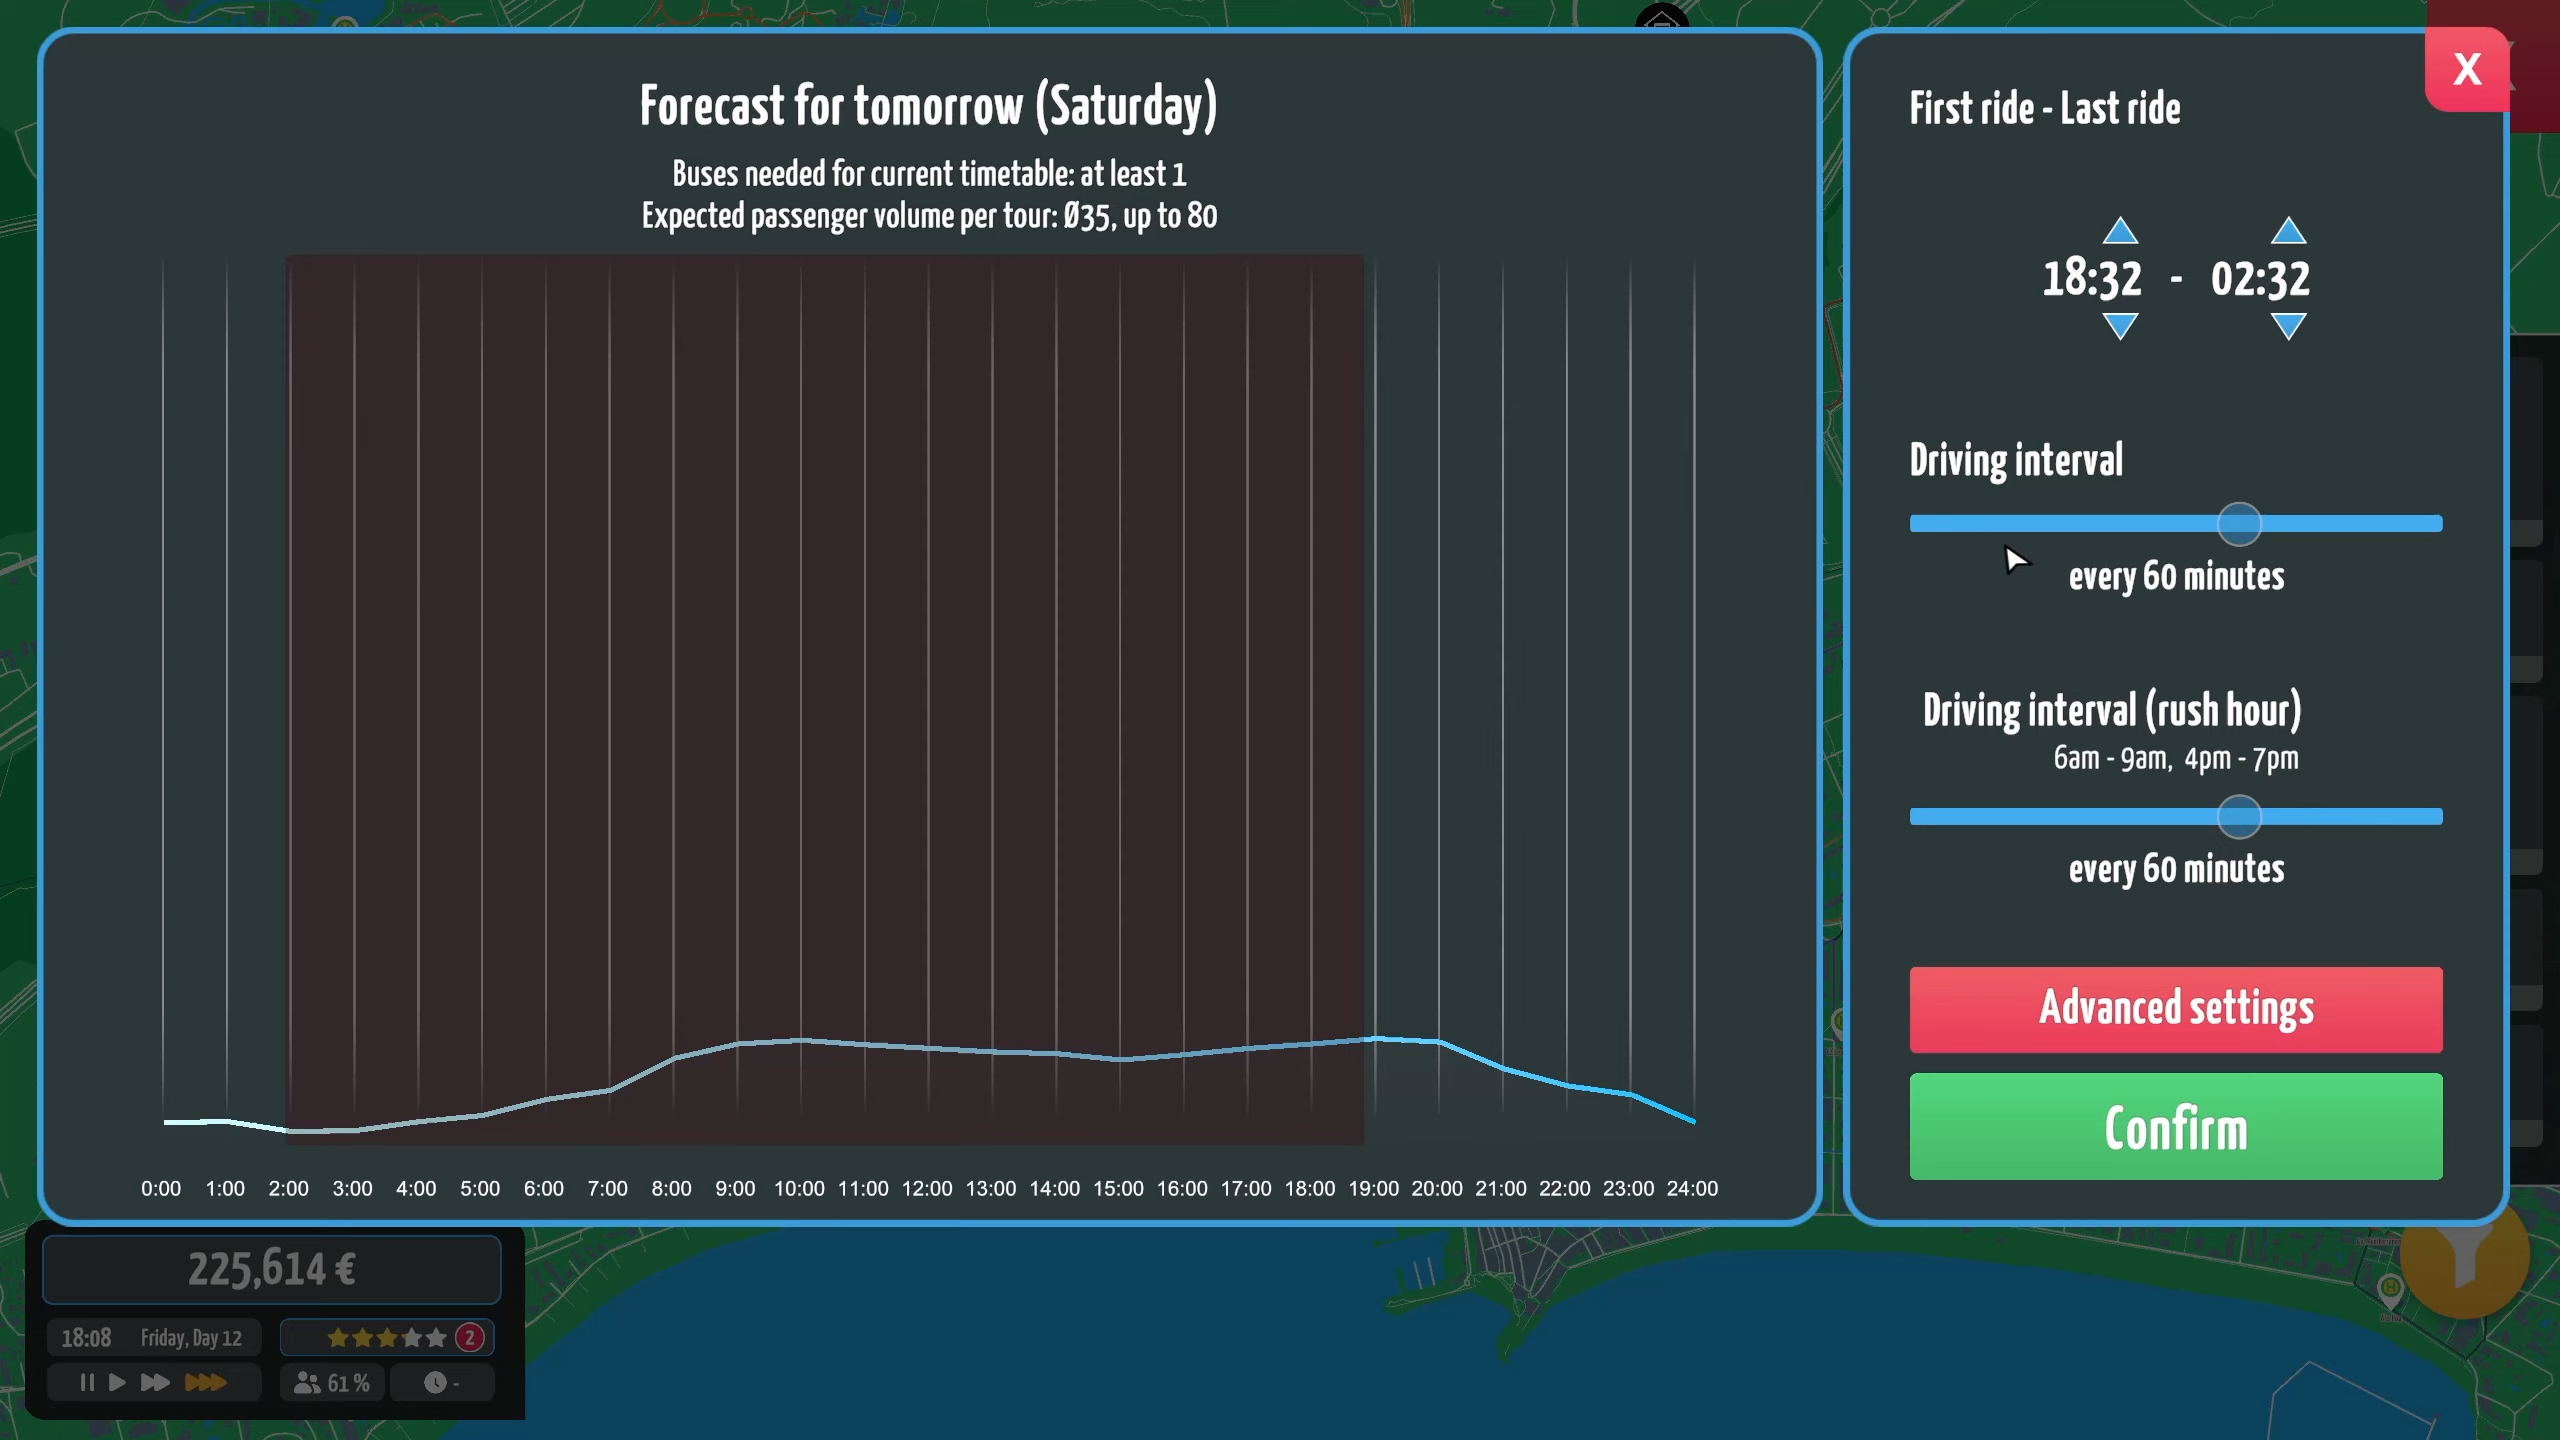 Forecast for tomorrow (Saturday)
Buses needed for current timetable: at least 1
Expected passenger volume per tour: Ø35, up to 80
0:00 1:00 2:00 3:00 4:00 5:00 6:00 7:00 8:00 9:00 10:00 11:00 12:00 13:00 14:00 15:00 16:00 17:00 18:00 19:00 20:00 21:00 22:00 23:00 24:00
X
First ride - Last ride
18:32 - 02:32
Driving interval
every 60 minutes
Driving interval (rush hour)
6am - 9am, 4pm - 7pm
every 60 minutes
Advanced settings
Confirm
225,614 €
18:08 Friday, Day 12
2
61 %
-